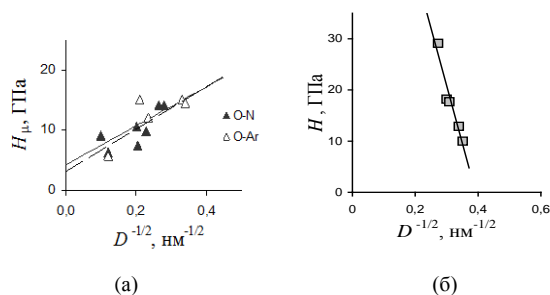 20
10
0
0,0
0,2
0,4
H μ, ГПа
D -1/2, нм-1/2
O-N
O-Ar
(а)
30
20
10
0
0
0,2
0,4
0,6
H, ГПа
D -1/2, нм-1/2
(б)